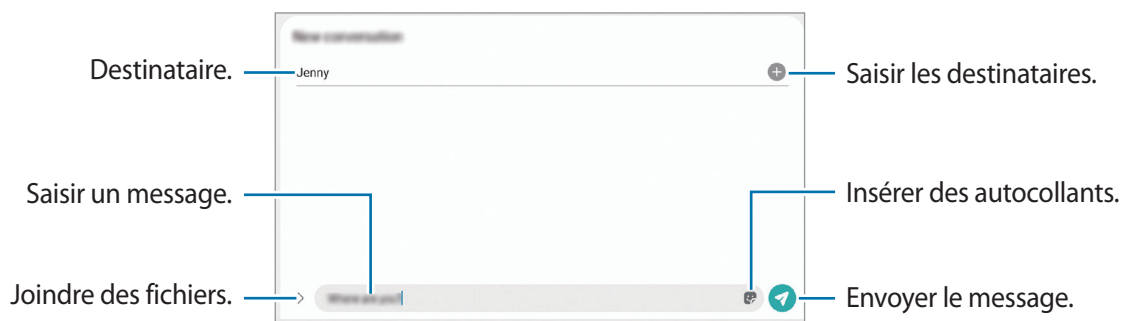 New conversation
Destinataire.
Jenny
Saisir les destinataires.
Saisir un message.
Insérer des autocollants.
Joindre des fichiers.
Where are you?
Envoyer le message.